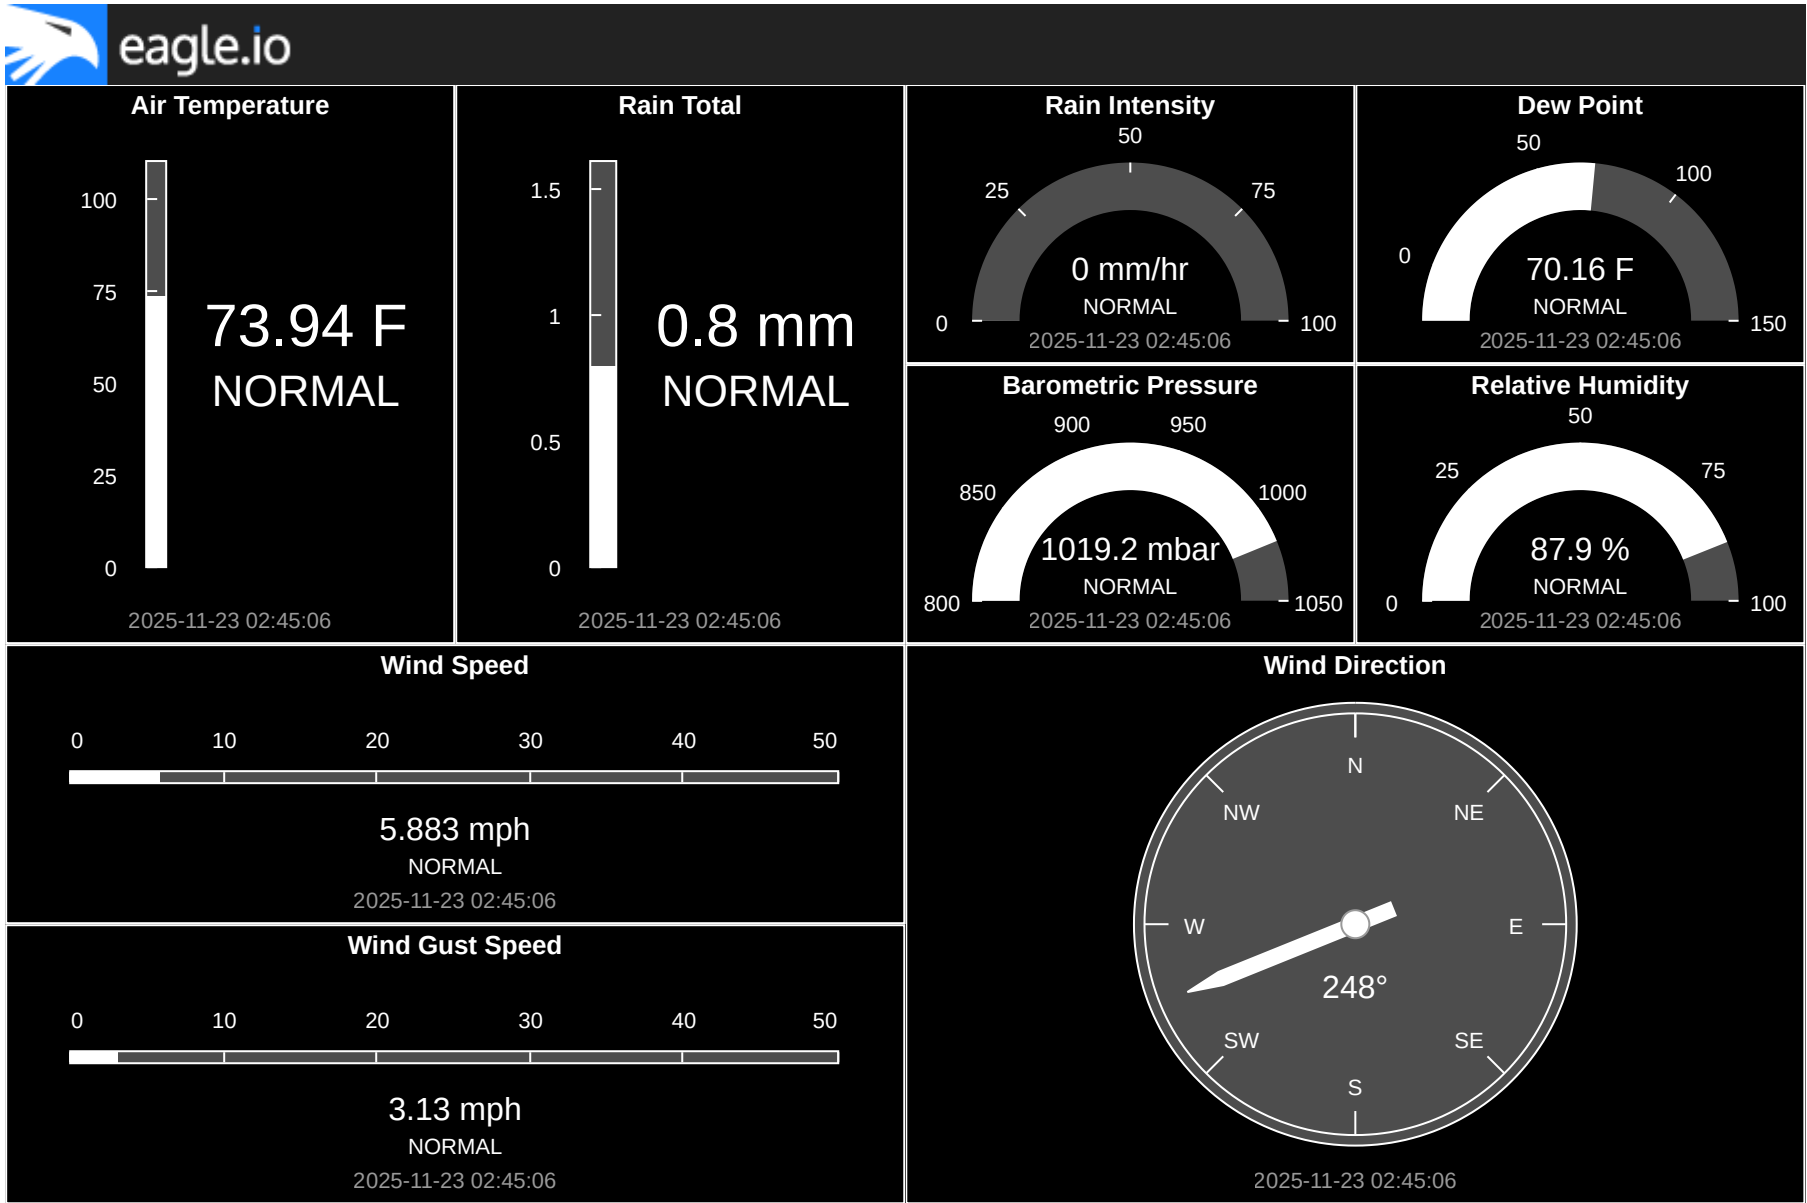 eagle.io
Air Temperature
100
75
50
25
0
73.94 F
NORMAL
2025-11-23 02:45:06
Rain Total
1.5
1
0.5
0
0.8 mm
NORMAL
2025-11-23 02:45:06
Rain Intensity
0
25
50
75
100
0 mm/hr
NORMAL
2025-11-23 02:45:06
Dew Point
0
50
100
150
70.16 F
NORMAL
2025-11-23 02:45:06
Barometric Pressure
800
850
900
950
1000
1050
1019.2 mbar
NORMAL
2025-11-23 02:45:06
Relative Humidity
0
25
50
75
100
87.9 %
NORMAL
2025-11-23 02:45:06
Wind Speed
0 10 20 30 40 50
5.883 mph
NORMAL
2025-11-23 02:45:06
Wind Gust Speed
0 10 20 30 40 50
3.13 mph
NORMAL
2025-11-23 02:45:06
Wind Direction
N
NW NE
W E
248°
SW SE
S
2025-11-23 02:45:06